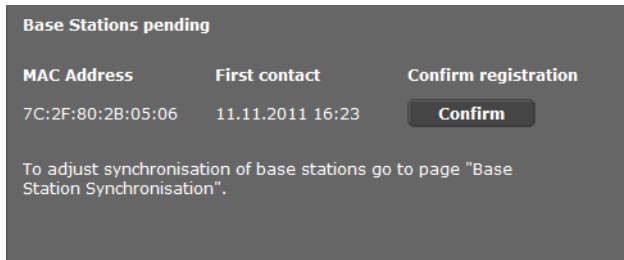 Base Stations pending
MAC Address First contact Confirm registration
7C:2F:80:2B:05:06 11.11.2011 16:23 Confirm
To adjust synchronisation of base stations go to page "Base
Station Synchronisation".